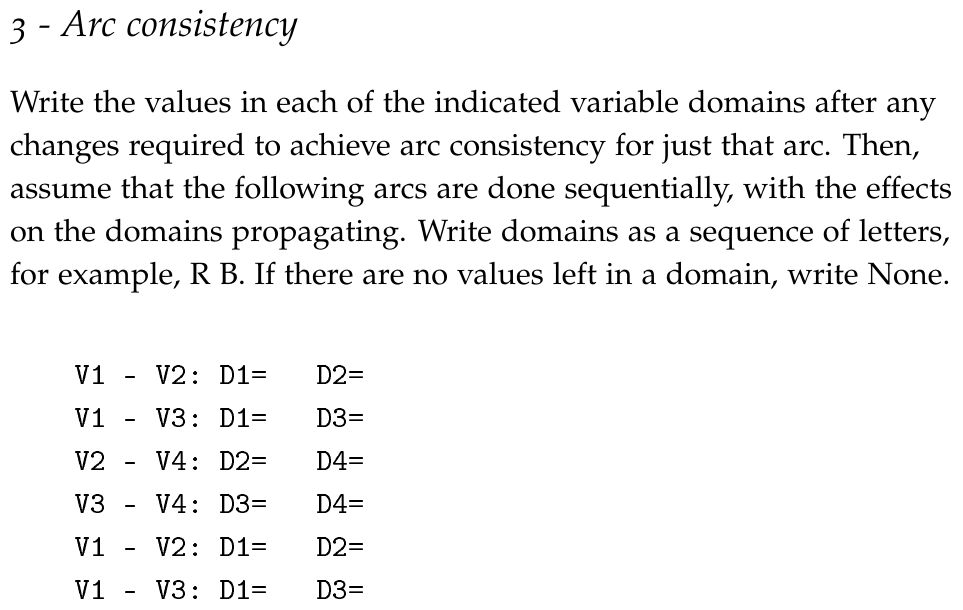 3 - Arc consistency
Write the values in each of the indicated variable domains after any
changes required to achieve arc consistency for just that arc. Then,
assume that the following arcs are done sequentially, with the effects
on the domains propagating. Write domains as a sequence of letters,
for example, R B. If there are no values left in a domain, write None.
V1 - V2: D1= D2=
V1 - V3: D1= D3=
V2 - V4: D2= D4=
V3 - V4: D3= D4=
V1 - V2: D1= D2=
V1 - V3: D1= D3=